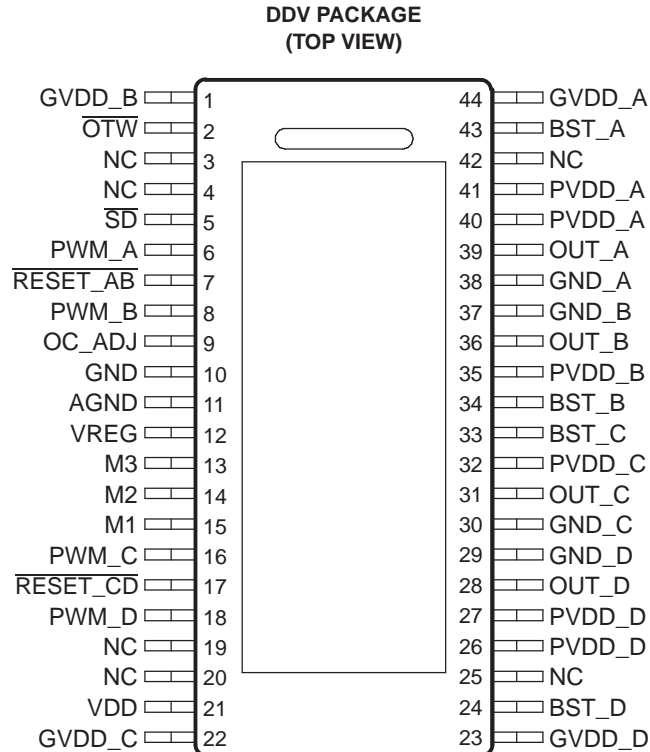 DDV PACKAGE
(TOP VIEW)
GVDD_B 1 44 GVDD_A
OTW 2 43 BST_A
NC 3 42 NC
NC 4 41 PVDD_A
SD 5 40 PVDD_A
PWM_A 6 39 OUT_A
RESET_AB 7 38 GND_A
PWM_B 8 37 GND_B
OC_ADJ 9 36 OUT_B
GND 10 35 PVDD_B
AGND 11 34 BST_B
VREG 12 33 BST_C
M3 13 32 PVDD_C
M2 14 31 OUT_C
M1 15 30 GND_C
PWM_C 16 29 GND_D
RESET_CD 17 28 OUT_D
PWM_D 18 27 PVDD_D
NC 19 26 PVDD_D
NC 20 25 NC
VDD 21 24 BST_D
GVDD_C 22 23 GVDD_D